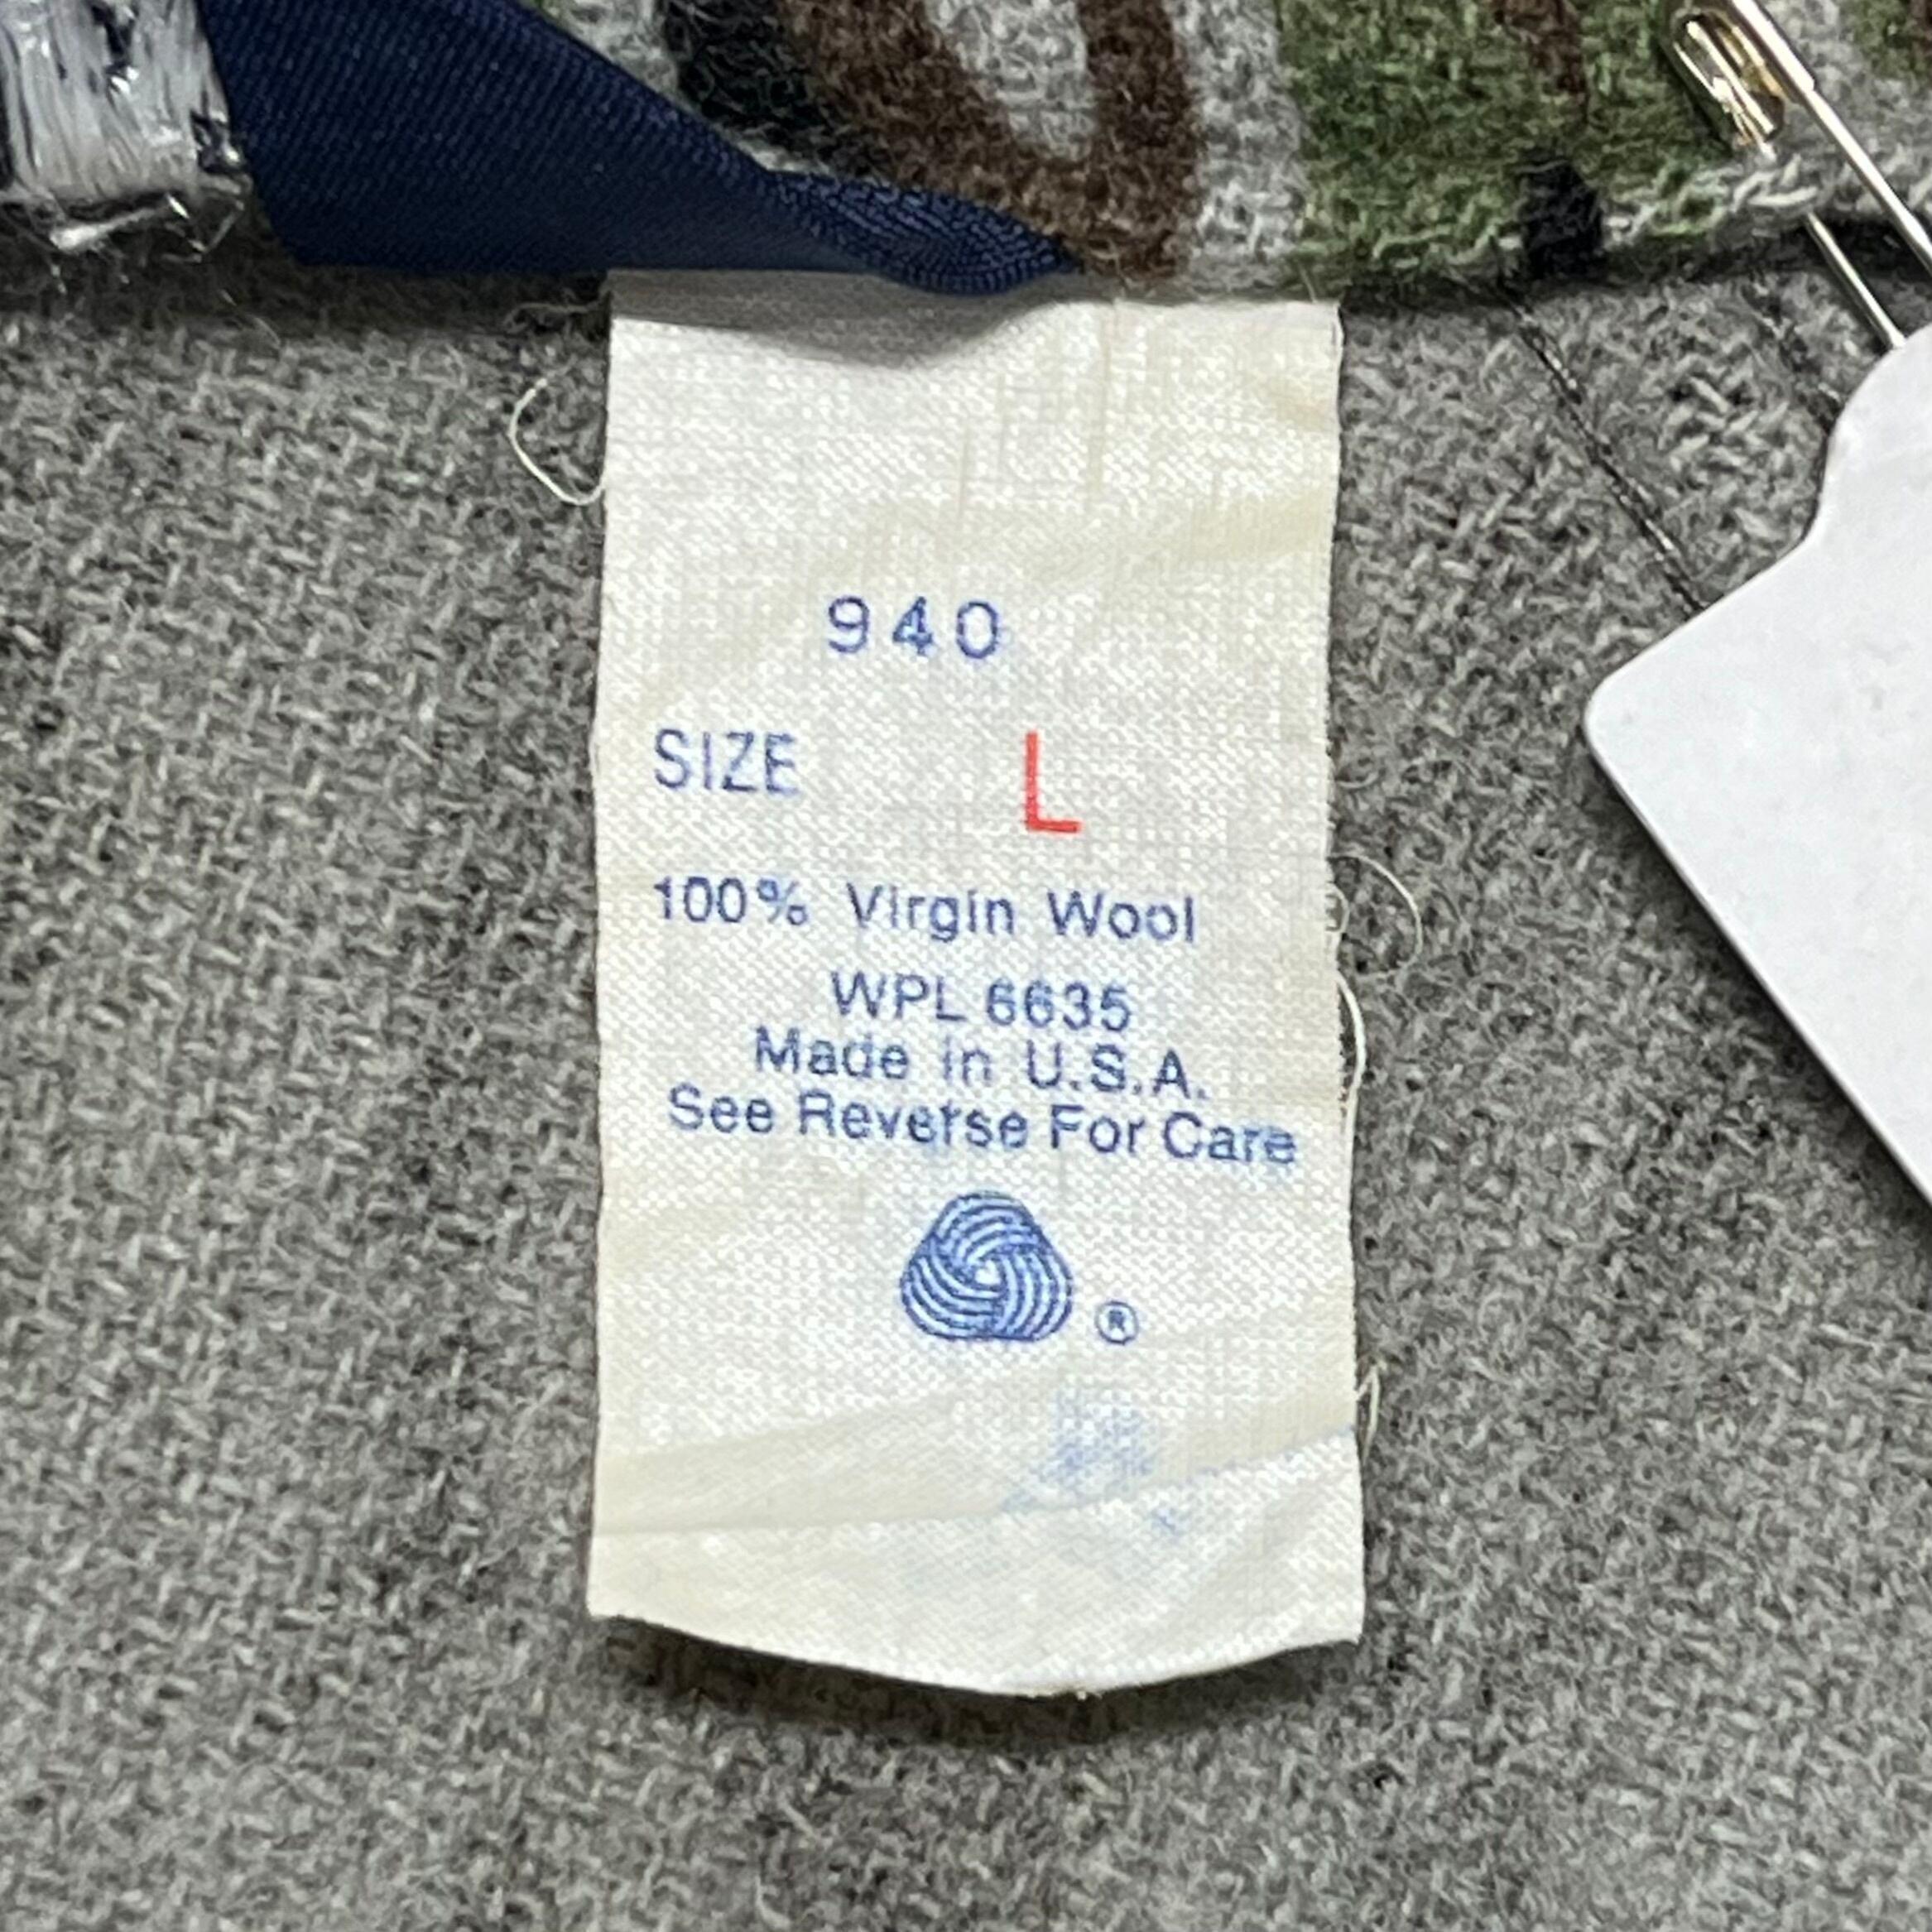 940
SIZE L
100% Virgin Wool
WPL 6635
Made in U.S.A.
See Reverse For Care
®